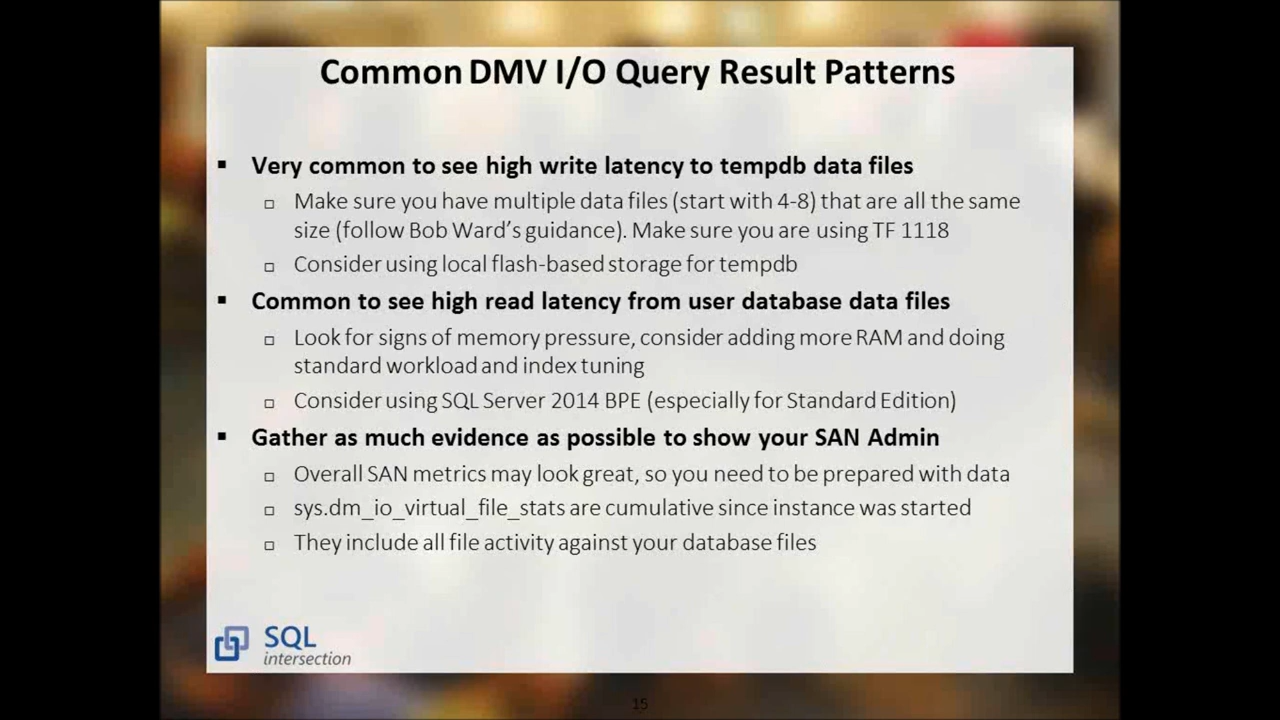 Common DMV I/O Query Result Patterns
▪ Very common to see high write latency to tempdb data files
□ Make sure you have multiple data files (start with 4-8) that are all the same
size (follow Bob Ward’s guidance). Make sure you are using TF 1118
□ Consider using local flash-based storage for tempdb
▪ Common to see high read latency from user database data files
□ Look for signs of memory pressure, consider adding more RAM and doing
standard workload and index tuning
□ Consider using SQL Server 2014 BPE (especially for Standard Edition)
▪ Gather as much evidence as possible to show your SAN Admin
□ Overall SAN metrics may look great, so you need to be prepared with data
□ sys.dm_io_virtual_file_stats are cumulative since instance was started
□ They include all file activity against your database files
SQL
intersection
15